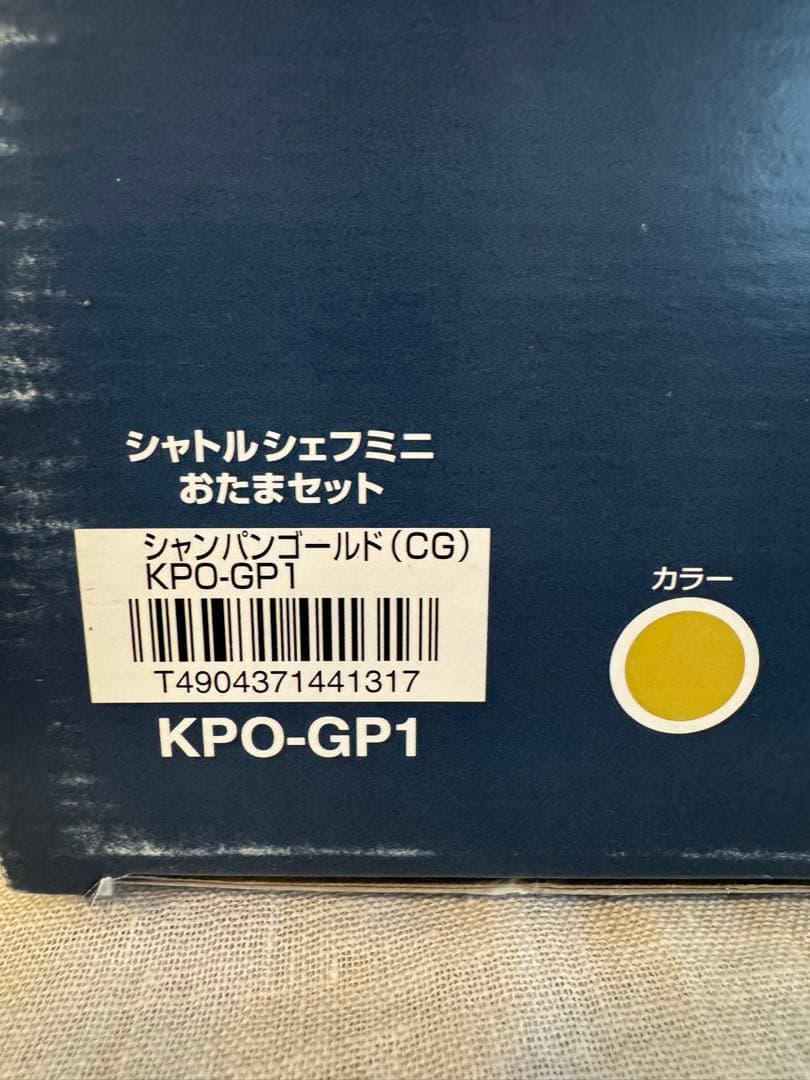 シャトルシェフミニ
おたまセット
シャンパンゴールド(CG)
KPO-GP1
T4904371441317
KPO-GP1
カラー